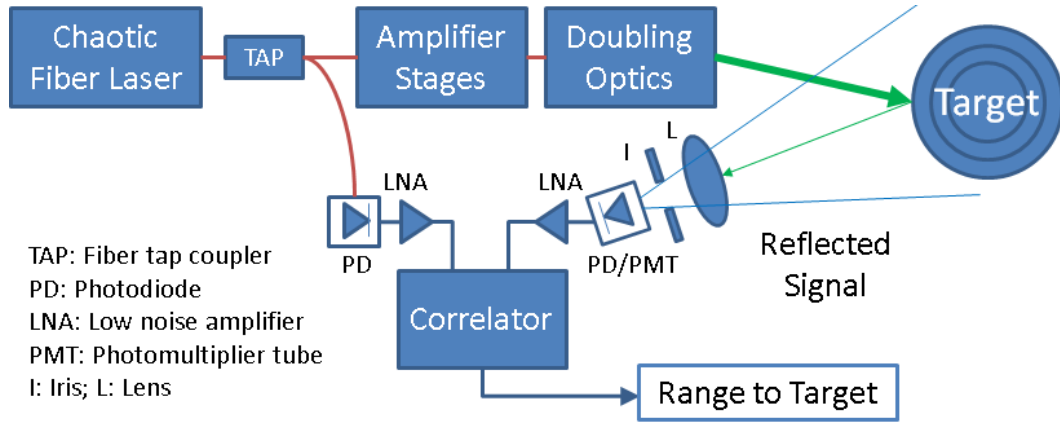 Chaotic
Fiber Laser
TAP
Amplifier
Stages
Doubling
Optics
Target
I
L
LNA
LNA
PD
PD/PMT
Reflected
Signal
TAP: Fiber tap coupler
PD: Photodiode
LNA: Low noise amplifier
PMT: Photomultiplier tube
I: Iris; L: Lens
Correlator
Range to Target